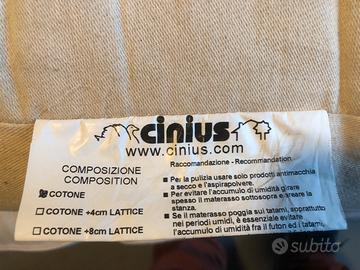 cinius
www.cinius.com
COMPOSIZIONE
COMPOSITION
COTONE
COTONE +4cm LATTICE
COTONE +8cm LATTICE
Raccomandazione - Recommendation
• Per la pulizia usare solo prodotti antimacchia
a secco e l'aspirapolvere.
• Per evitare l'accumulo di umidità girare
spesso il materasso sottosopra e creare la
stanza.
• Se il materasso poggia sui tatami, soprattutto
nei periodi umidi, è essenziale evitare
l'accumulo di umidità fra il futon ed i tatami.
subito